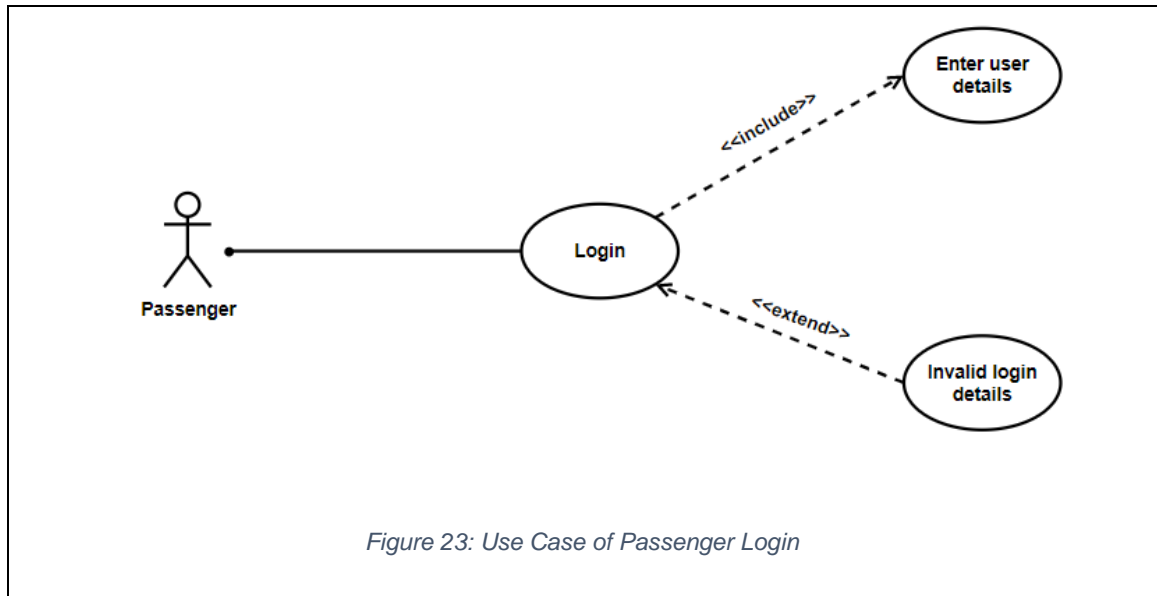 Enter user
details
<<include>>
Login
Passenger
<<extend>>
Invalid login
details
Figure 23: Use Case of Passenger Login